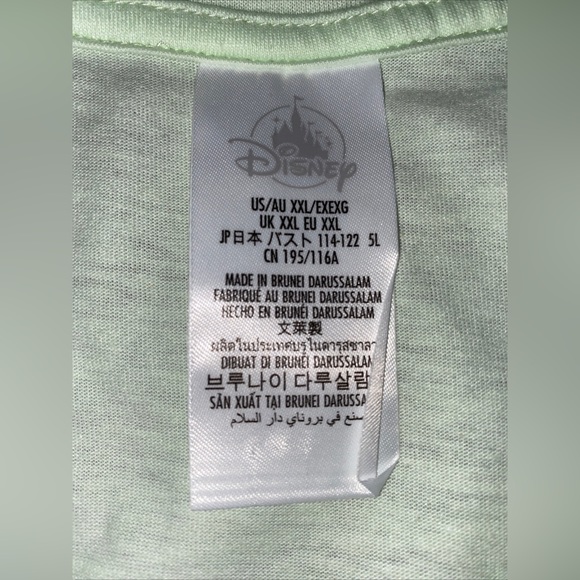 Disney
US/AU XXL/EXEXG
UK XXL EU XXL
JP日本 バスト 114-122 5L
CN 195/116A
MADE IN BRUNEI DARUSSALAM
FABRIQUÉ AU BRUNEI DARUSSALAM
HECHO EN BRUNEI DARUSSALAM
文萊製
ผลิตในประเทศบรูไนดารุสซาลา
DIBUAT DI BRUNEI DARUSSALAM
브루나이 다루살람
SẢN XUẤT TẠI BRUNEI DARUSSA
صنع في بروناي دار السلام